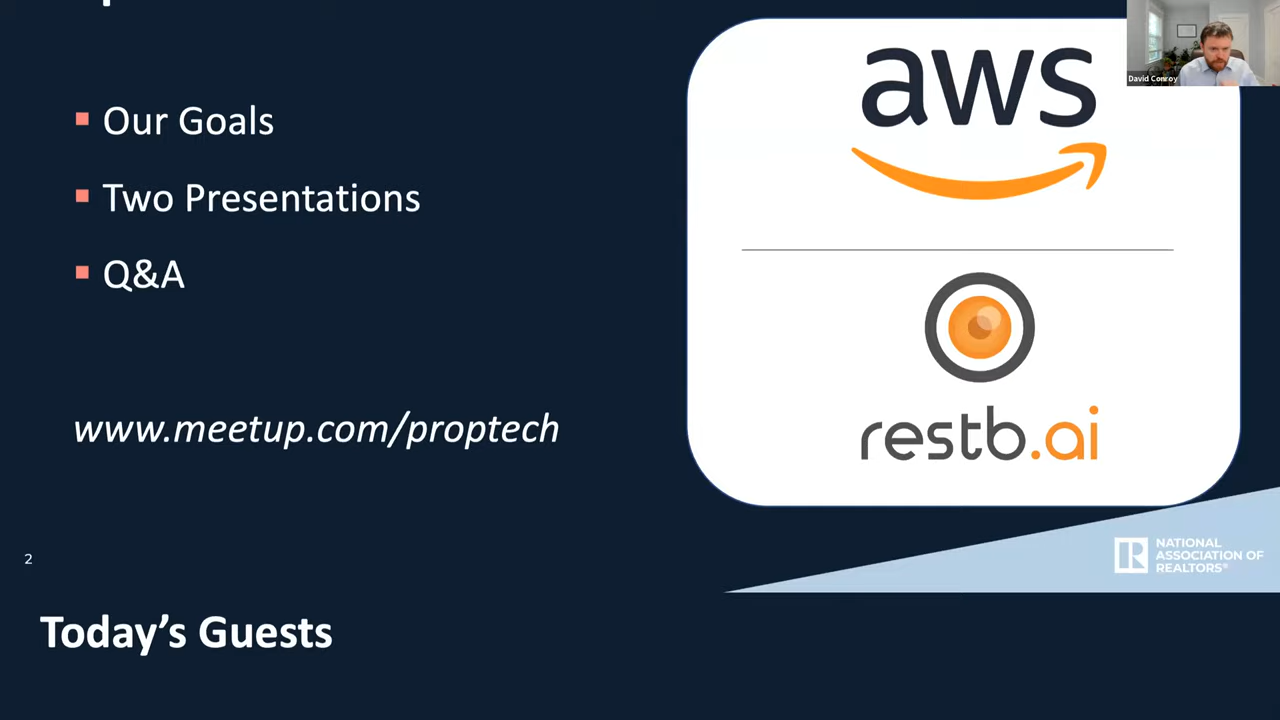 Our Goals
Two Presentations
Q&A
www.meetup.com/proptech
aws
restb.ai
David Conroy
2
NATIONAL
ASSOCIATION OF
REALTORS®
Today's Guests